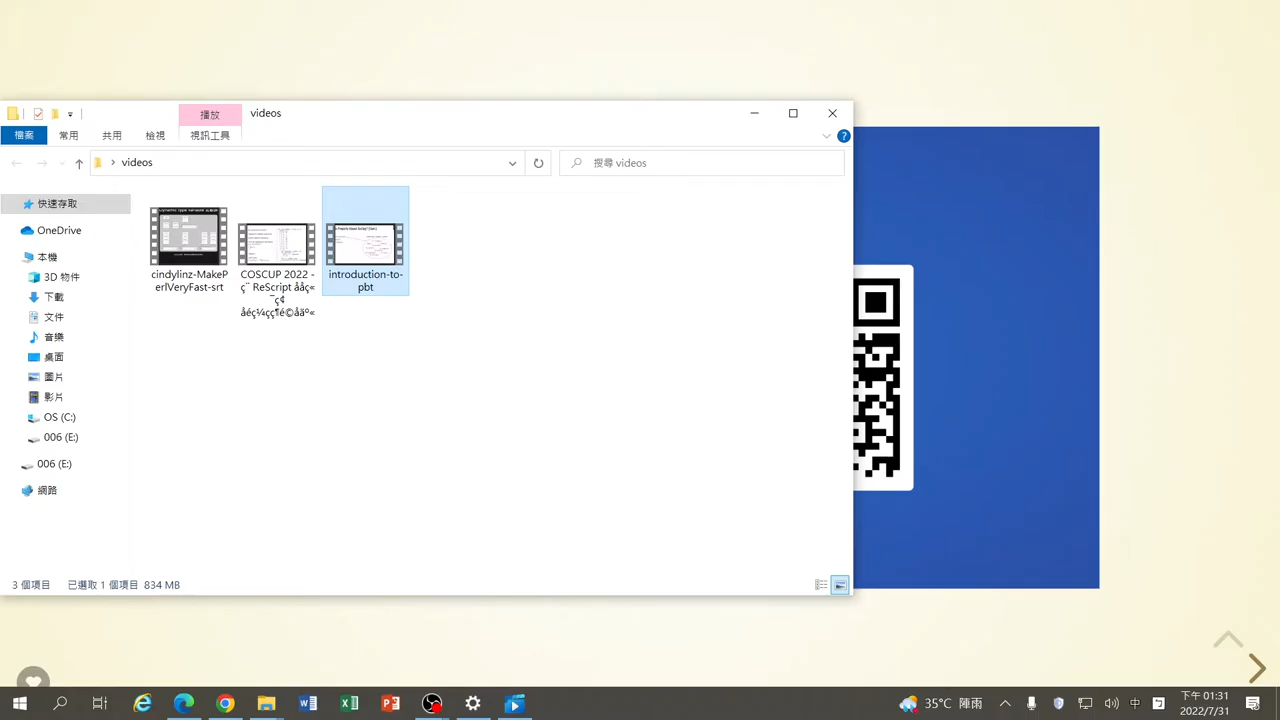 播放
videos
檔案
常用
共用
檢視
視訊工具
videos
搜尋 videos
快速存取
OneDrive
本機
3D 物件
下載
文件
音樂
桌面
圖片
影片
OS (C:)
006 (E:)
006 (E:)
網路
cindylinz-MakeP
erlVeryFast-srt
COSCUP 2022 -
ReScript
introduction-to-
pbt
3 個項目
已選取 1 個項目 834 MB
35°C 陣雨
中
下午 01:31
2022/7/31